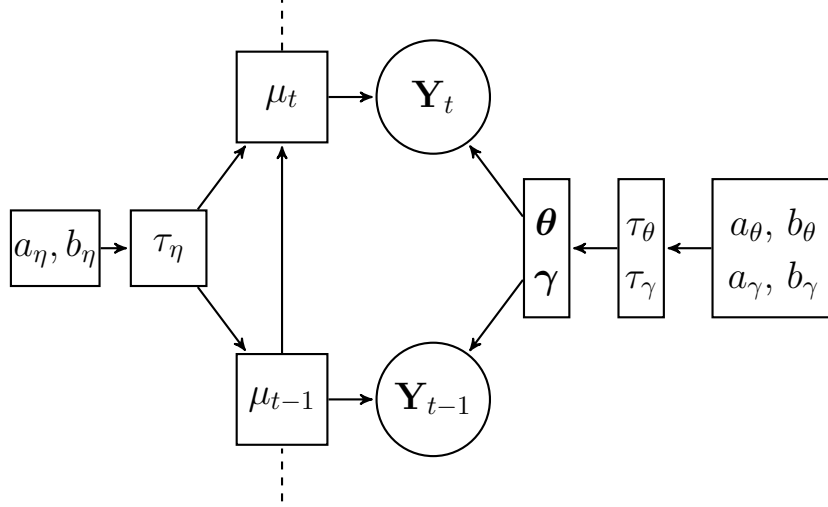 μ_t
Y_t
a_η, b_η
τ_η
θ
γ
τ_θ
τ_γ
a_θ, b_θ
a_γ, b_γ
μ_{t−1}
Y_{t−1}